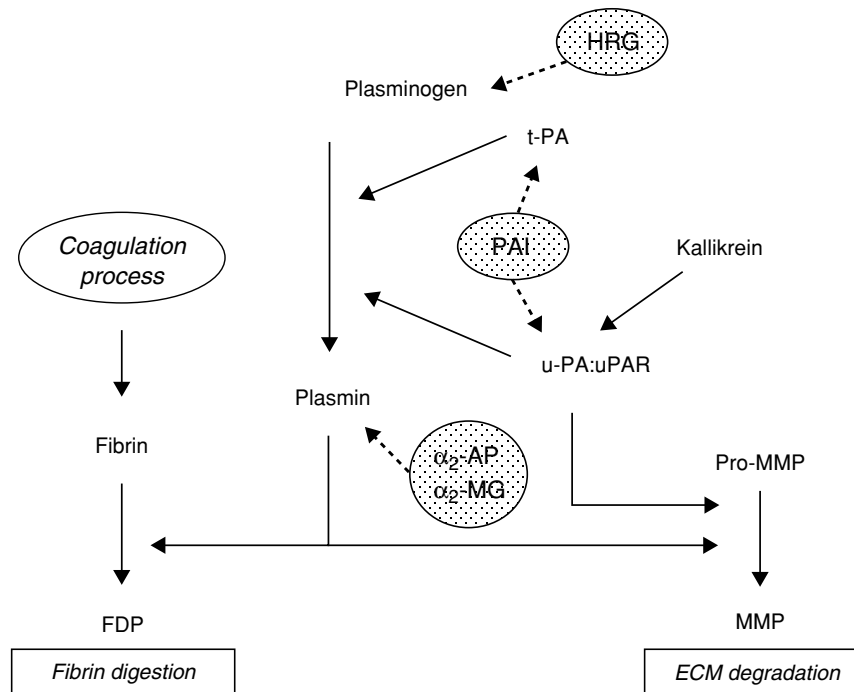 HRG
Plasminogen
t-PA
Coagulation
process
PAI
Kallikrein
u-PA:uPAR
Plasmin
Fibrin
α2-AP
α2-MG
Pro-MMP
FDP
MMP
Fibrin digestion
ECM degradation